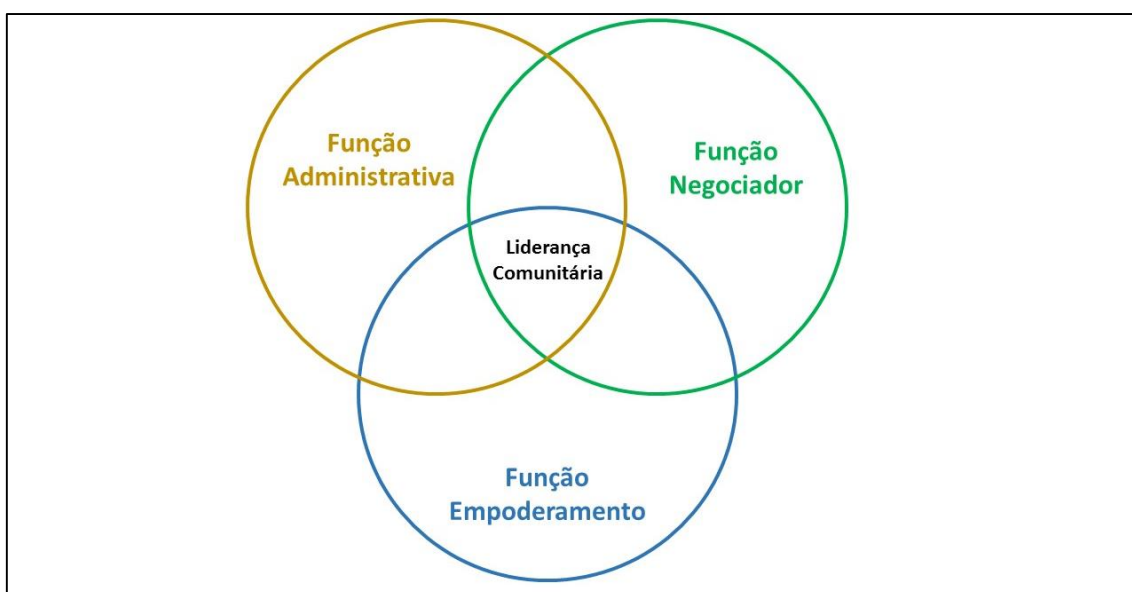 Função
Administrativa
Função
Negociador
Liderança
Comunitária
Função
Empoderamento